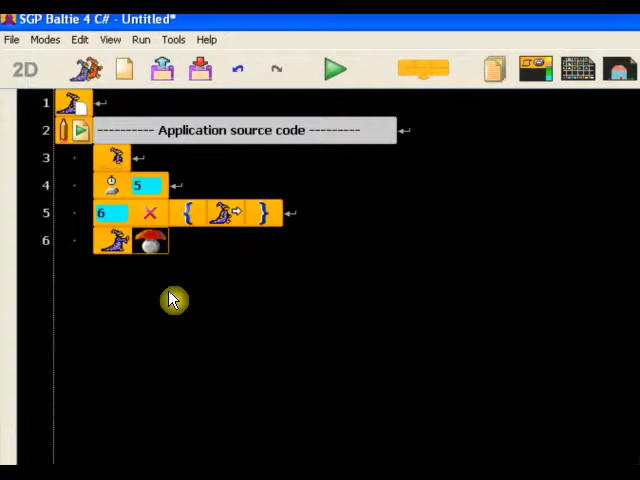 SGP Baltie 4 C# - Untitled*
File Modes Edit View Run Tools Help
2D
1
2 ---------- Application source code ---------
3
4 5
5 6 { }
6